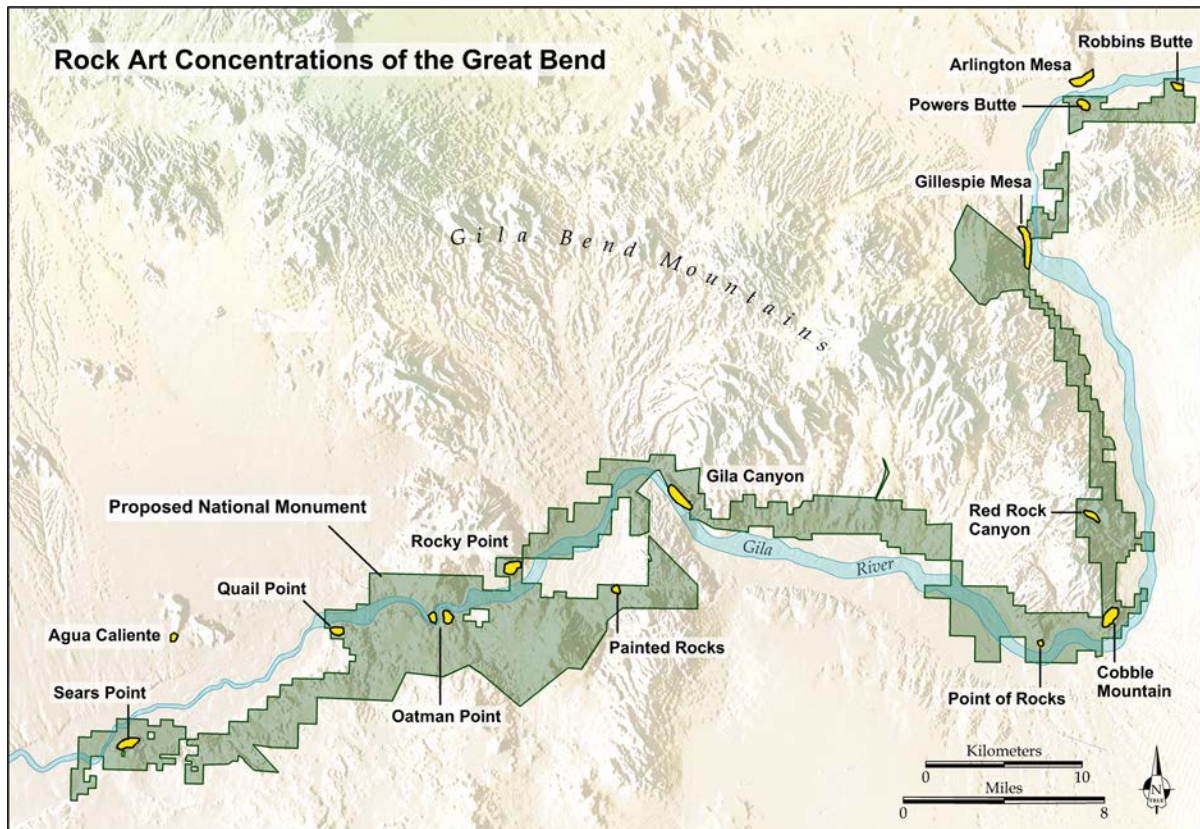 Rock Art Concentrations of the Great Bend
Robbins Butte
Arlington Mesa
Powers Butte
Gillespie Mesa
Gila Bend Mountains
Gila Canyon
Proposed National Monument
Rocky Point
Red Rock
Canyon
Gila
River
Quail Point
Agua Caliente
Painted Rocks
Sears Point
Oatman Point
Point of Rocks
Cobble
Mountain
Kilometers
0 10
Miles
0 8
N
TRUE